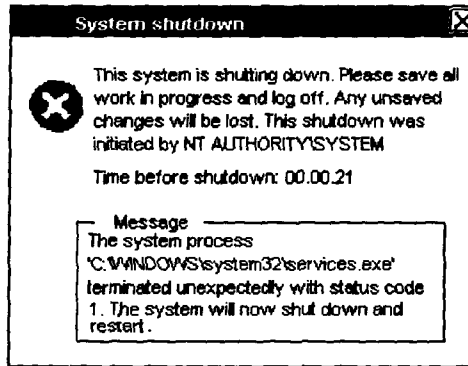 System shutdown
This system is shutting down. Please save all
work in progress and log off. Any unsaved
changes will be lost. This shutdown was
initiated by NT AUTHORITY\SYSTEM
Time before shutdown: 00.00.21
Message
The system process
'C:\WINDOWS\system32\services.exe'
terminated unexpectedly with status code
1. The system will now shut down and
restart.